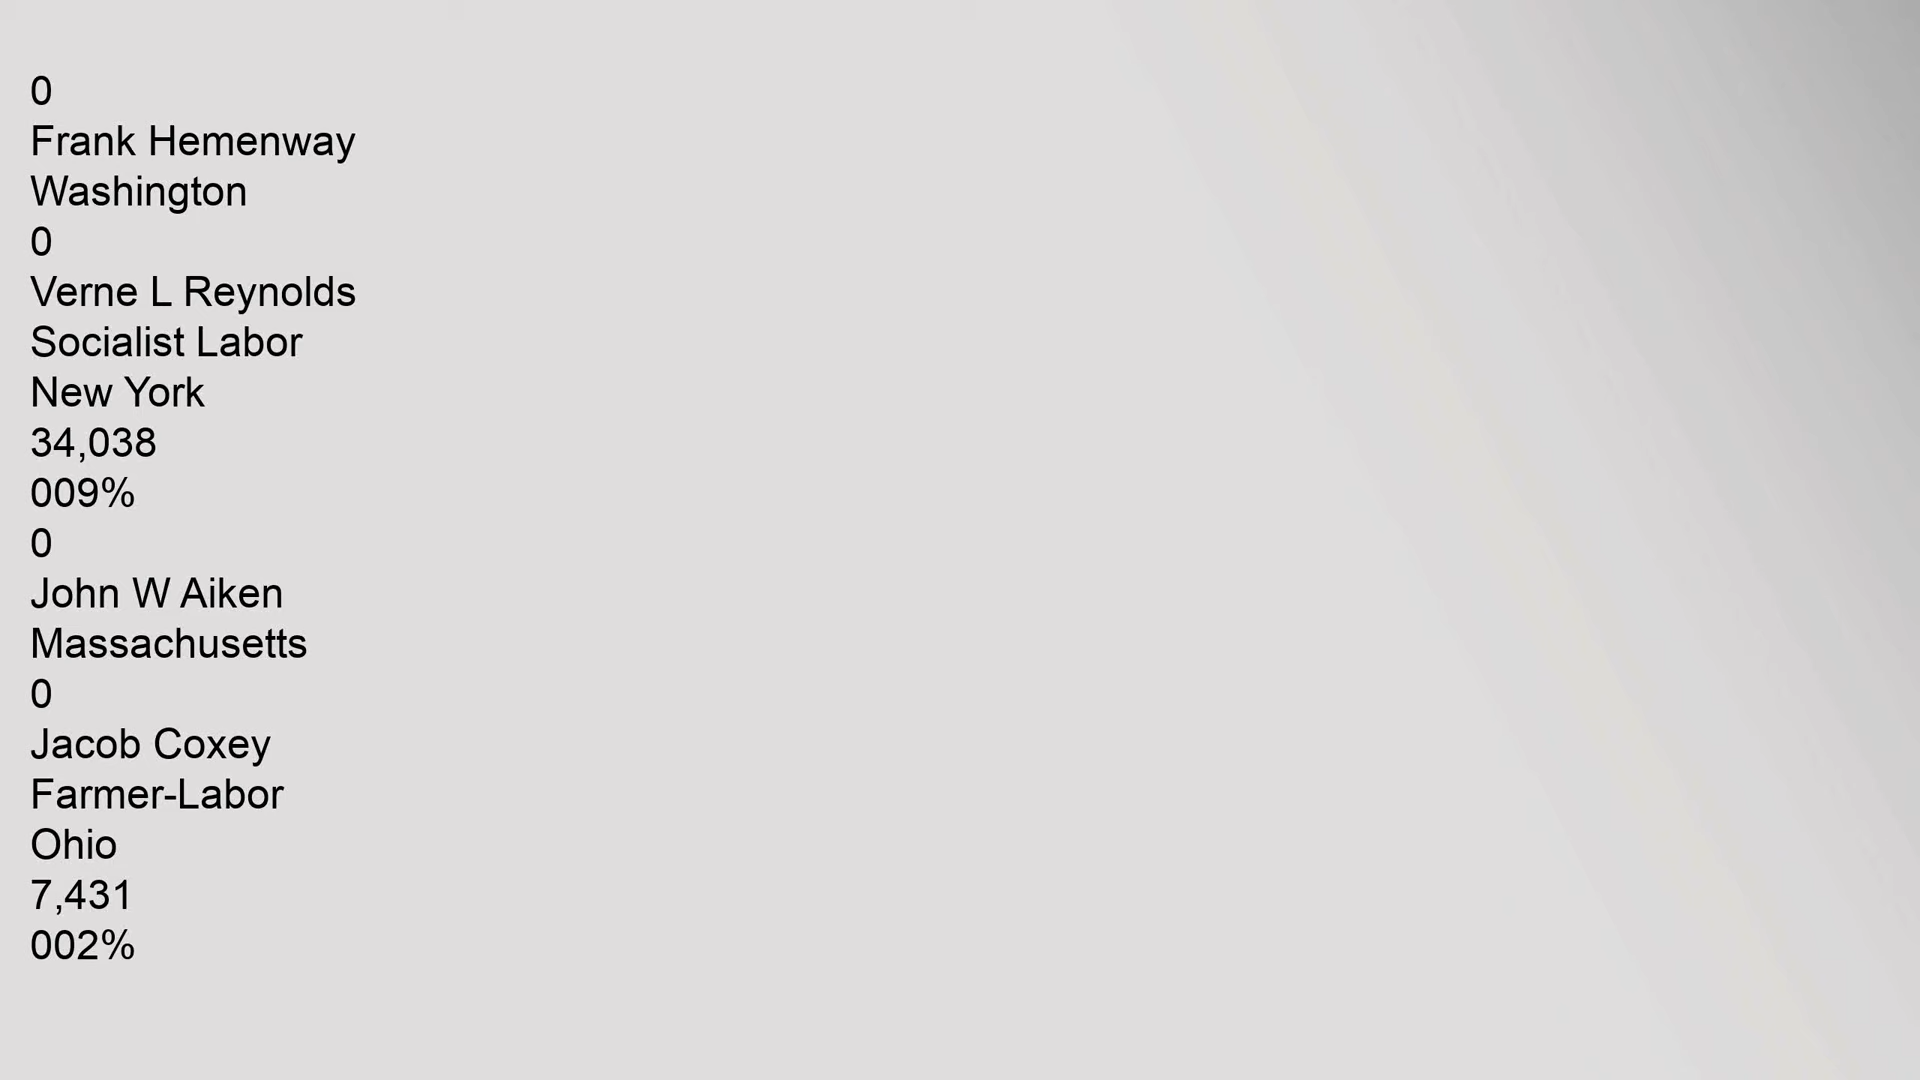 0
Frank Hemenway
Washington
0
Verne L Reynolds
Socialist Labor
New York
34,038
009%
0
John W Aiken
Massachusetts
0
Jacob Coxey
Farmer-Labor
Ohio
7,431
002%